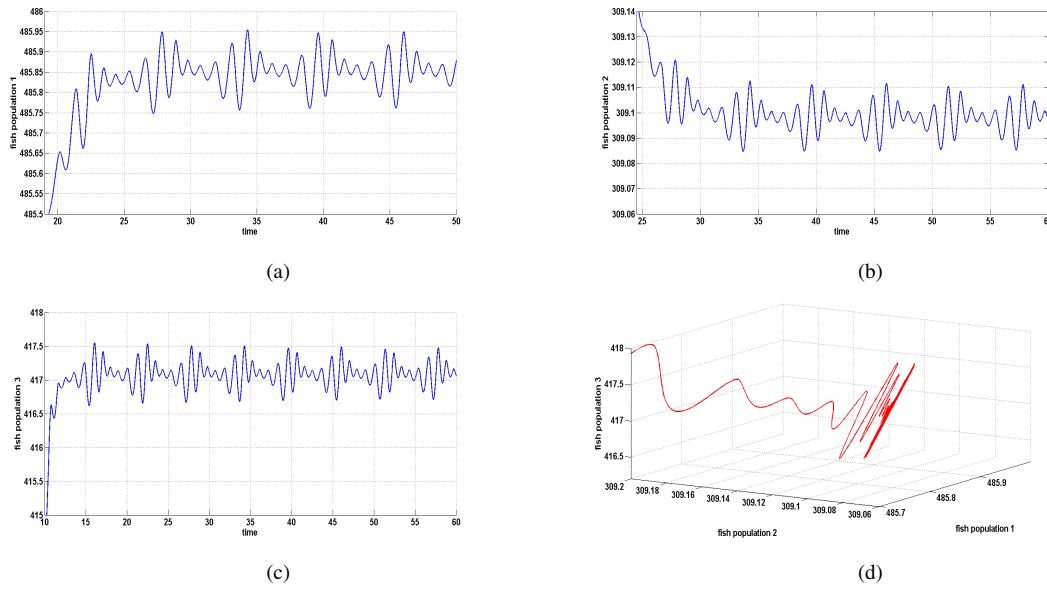 486
485.95
485.9
485.85
485.8
485.75
485.7
485.65
485.6
485.55
485.5
fish population 1
20 25 30 35 40 45 50
time
(a)
309.14
309.13
309.12
309.11
309.1
309.09
309.08
309.07
309.06
fish population 2
25 30 35 40 45 50 55 60
time
(b)
418
417.5
417
416.5
416
415.5
415
fish population 3
10 15 20 25 30 35 40 45 50 55 60
time
(c)
418
417.5
417
416.5
fish population 3
309.2 309.18 309.16 309.14 309.12 309.1 309.08 309.06
fish population 2
485.7 485.8 485.9
fish population 1
(d)